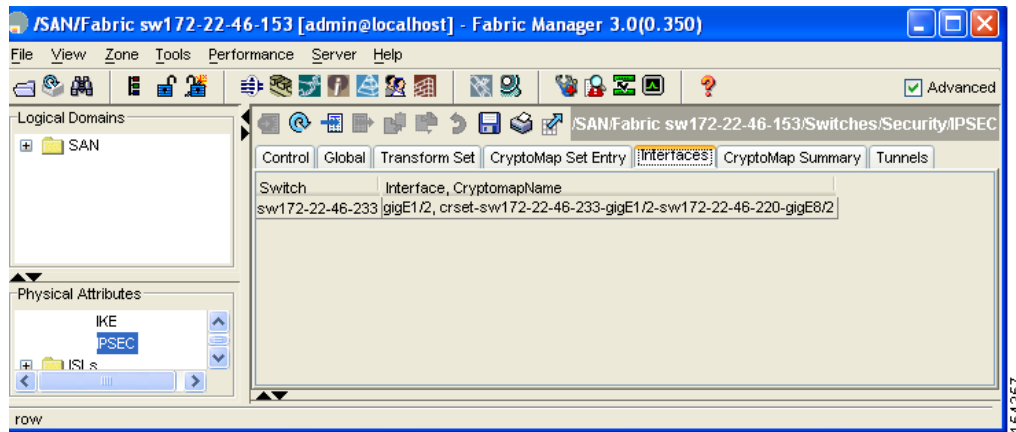 /SAN/Fabric sw172-22-46-153 [admin@localhost] - Fabric Manager 3.0(0.350)
File View Zone Tools Performance Server Help
Advanced
Logical Domains
SAN
/SAN/Fabric sw172-22-46-153/Switches/Security/IPSEC
Control Global Transform Set CryptoMap Set Entry Interfaces CryptoMap Summary Tunnels
Switch Interface, CryptomapName
sw172-22-46-233 gigE1/2, crset-sw172-22-46-233-gigE1/2-sw172-22-46-220-gigE8/2
Physical Attributes
IKE
IPSEC
ISLs
row
154357